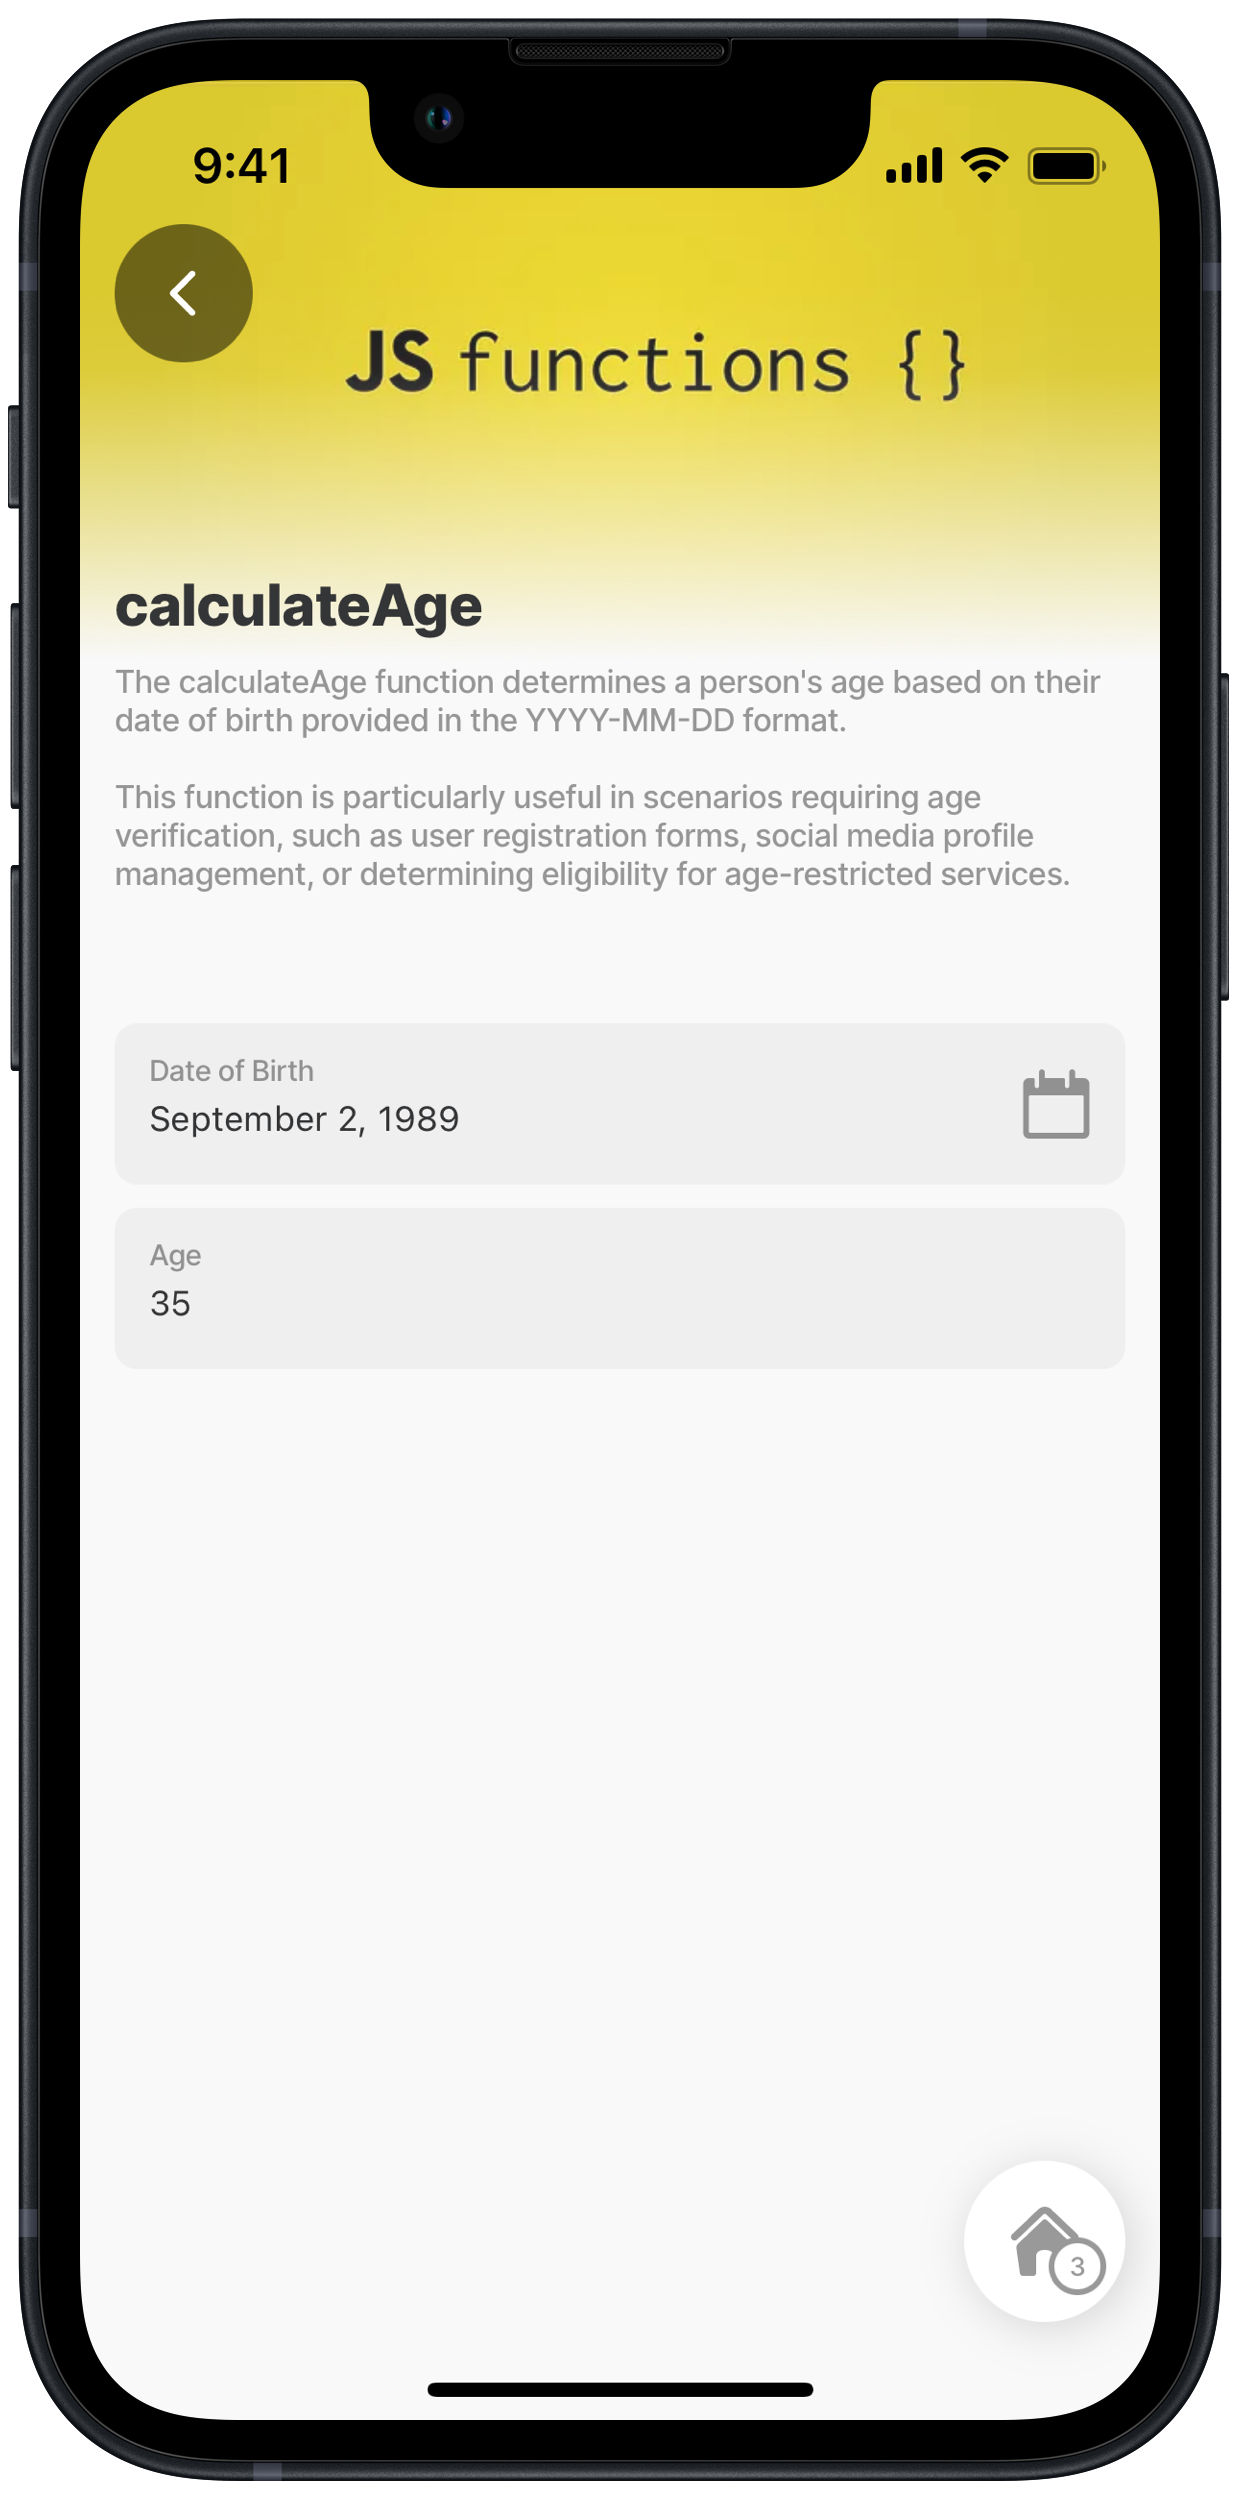 9:41
JS functions {}
calculateAge
The calculateAge function determines a person's age based on their
date of birth provided in the YYYY-MM-DD format.
This function is particularly useful in scenarios requiring age
verification, such as user registration forms, social media profile
management, or determining eligibility for age-restricted services.
Date of Birth
September 2, 1989
Age
35
3